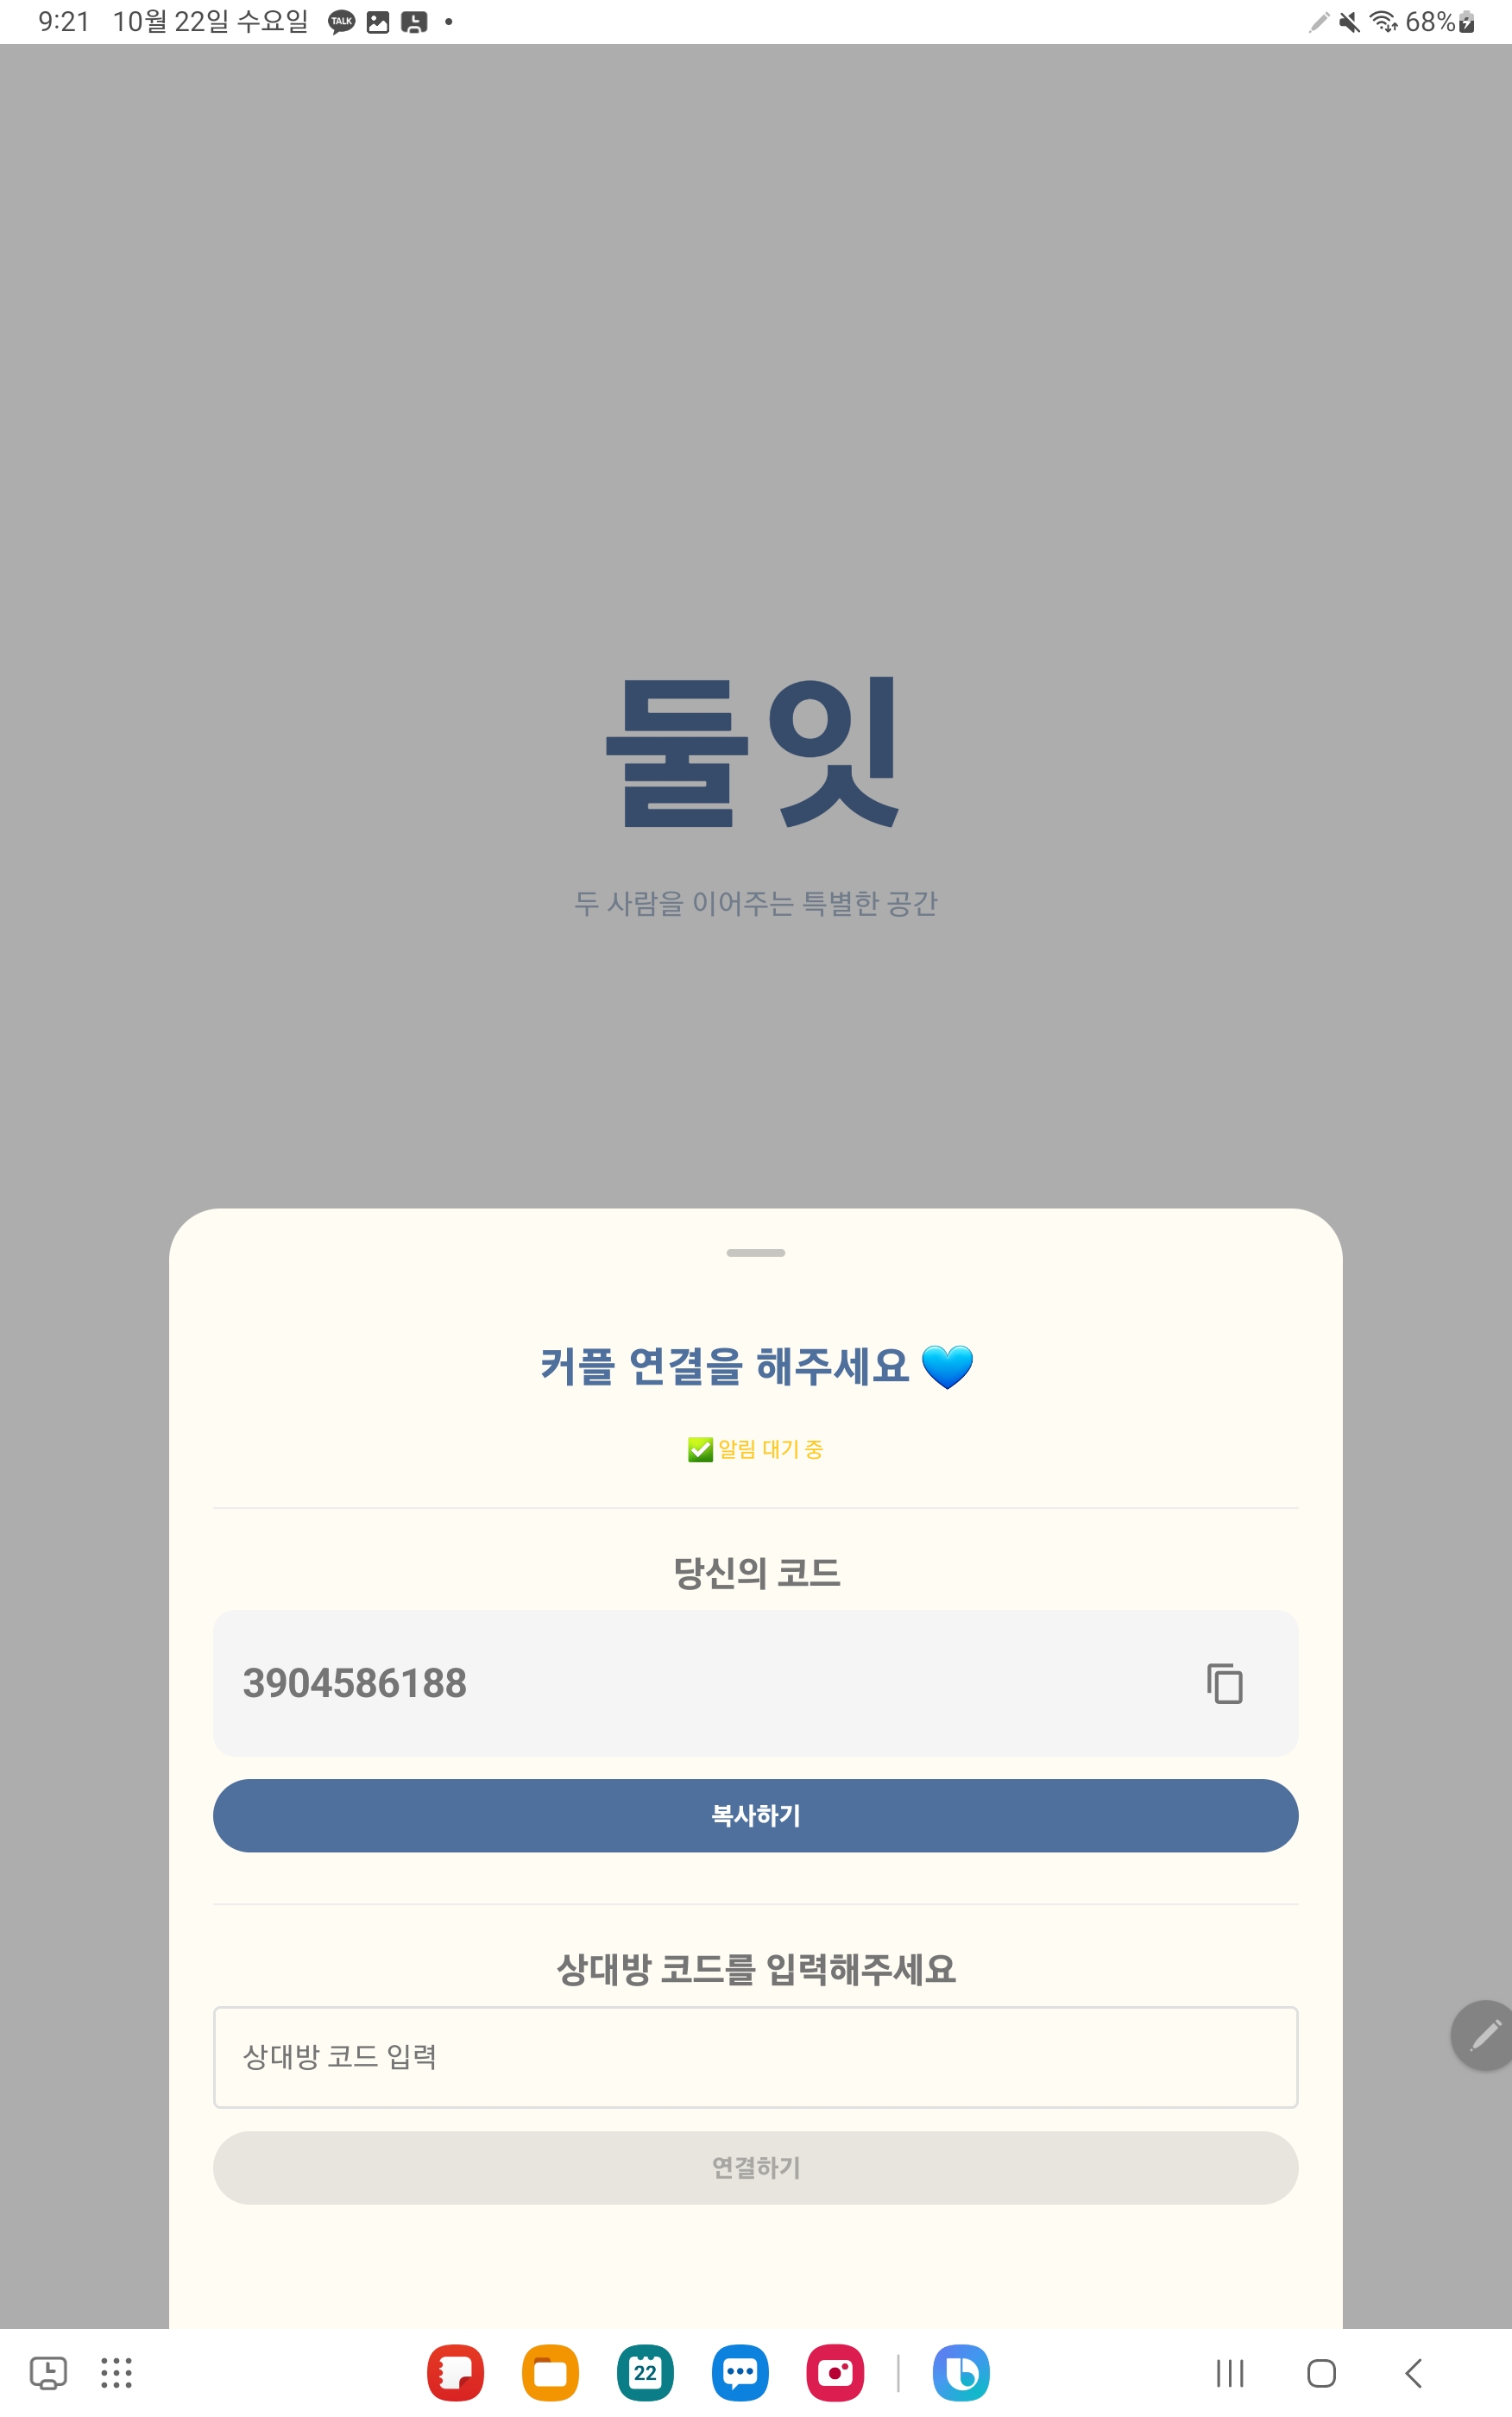 9:21 10월 22일 수요일 TALK 68%
둘잇
두 사람을 이어주는 특별한 공간
커플 연결을 해주세요 💙
✅ 알림 대기 중
당신의 코드
3904586188
복사하기
상대방 코드를 입력해주세요
상대방 코드 입력
연결하기
22